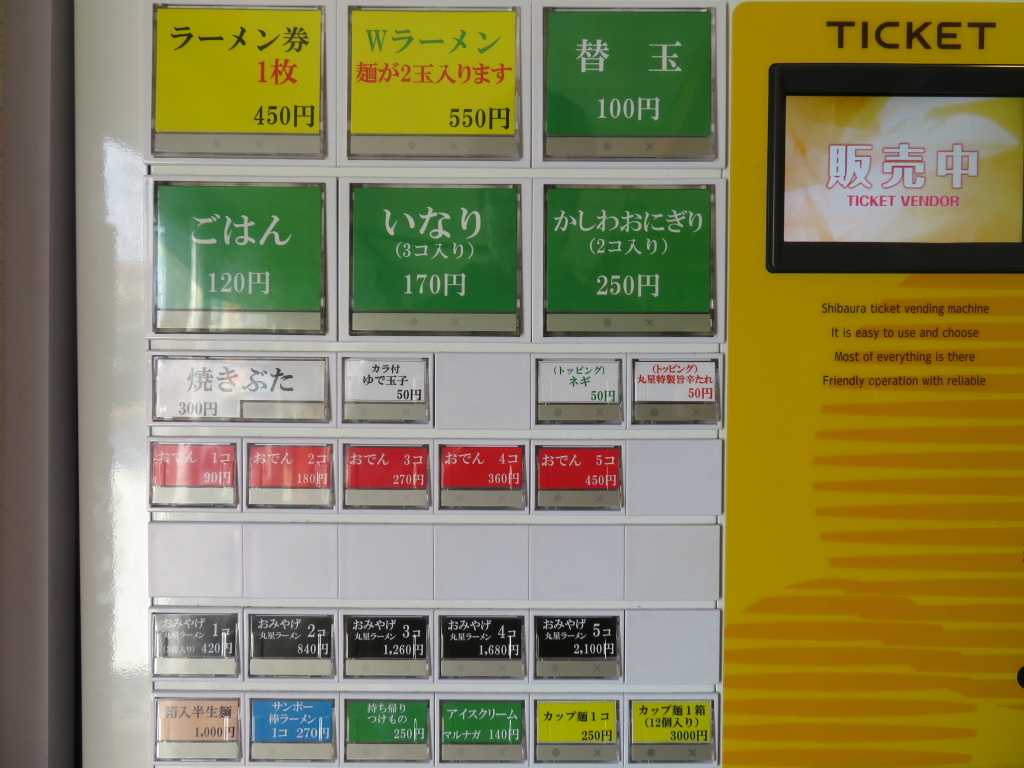 ラーメン券
1枚
450円
Wラーメン
麺が2玉入ります
550円
替 玉
100円
TICKET
販売中
TICKET VENDOR
ごはん
120円
いなり
(3コ入り)
170円
かしわおにぎり
(2コ入り)
250円
Shibaura ticket vending machine
It is easy to use and choose
Most of everything is there
Friendly operation with reliable
焼きぶた
300円
カラ付
ゆで玉子
50円
(トッピング)
ネギ
50円
(トッピング)
丸星特製旨辛たれ
50円
おでん 1コ
90円
おでん 2コ
180円
おでん 3コ
270円
おでん 4コ
360円
おでん 5コ
450円
おみやげ
丸星ラーメン 1コ
420円
おみやげ
丸星ラーメン 2コ
840円
おみやげ
丸星ラーメン 3コ
1,260円
おみやげ
丸星ラーメン 4コ
1,680円
おみやげ
丸星ラーメン 5コ
2,100円
箱入半生麺
1,000円
サンポー
棒ラーメン
1コ 270円
持ち帰り
つけもの
250円
アイスクリーム
マルナガ 140円
カップ麺1コ
250円
カップ麺1箱
(12個入り)
3000円